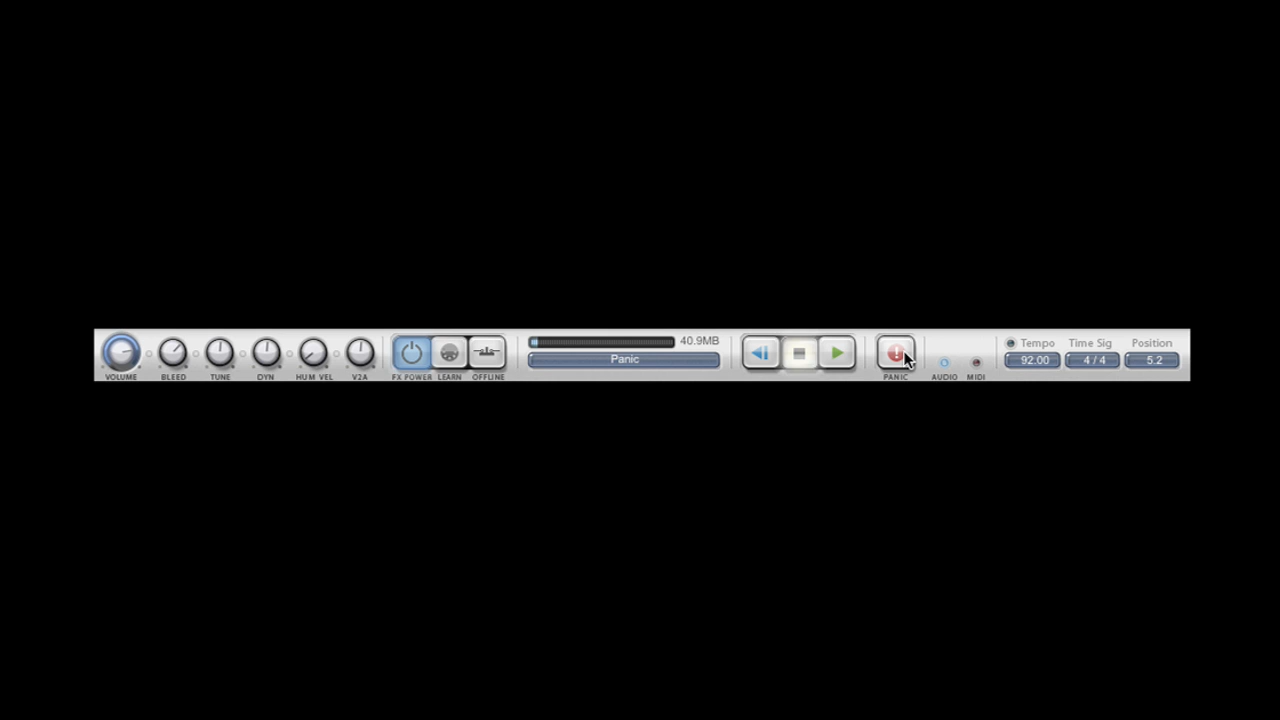 VOLUME BLEED TUNE DYN HUM VEL V2A FX POWER LEARN OFFLINE
40.9MB
Panic
PANIC AUDIO MIDI
Tempo Time Sig Position
92.00 4 / 4 5.2